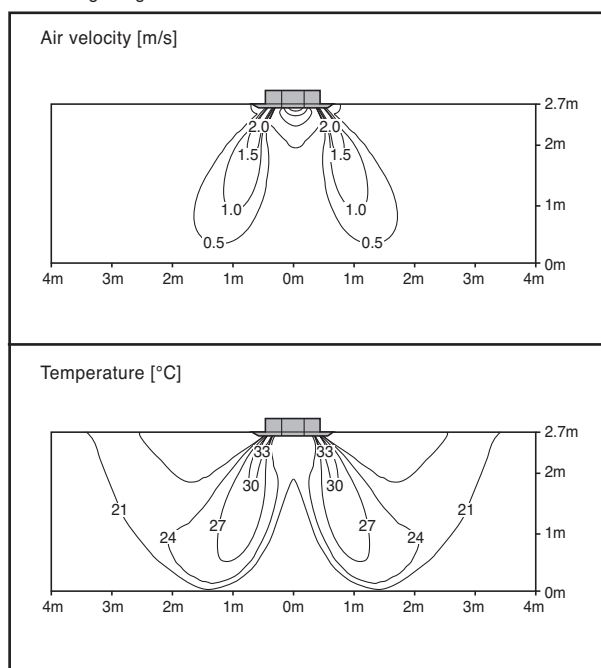 Air velocity [m/s]
2.7m
2.0 2.0
2m
1.5 1.5
1.0 1.0
1m
0.5 0.5
0m
4m 3m 2m 1m 0m 1m 2m 3m 4m
Temperature [°C]
2.7m
33 33
2m
30 30
21 27 27 21
24 24
1m
0m
4m 3m 2m 1m 0m 1m 2m 3m 4m